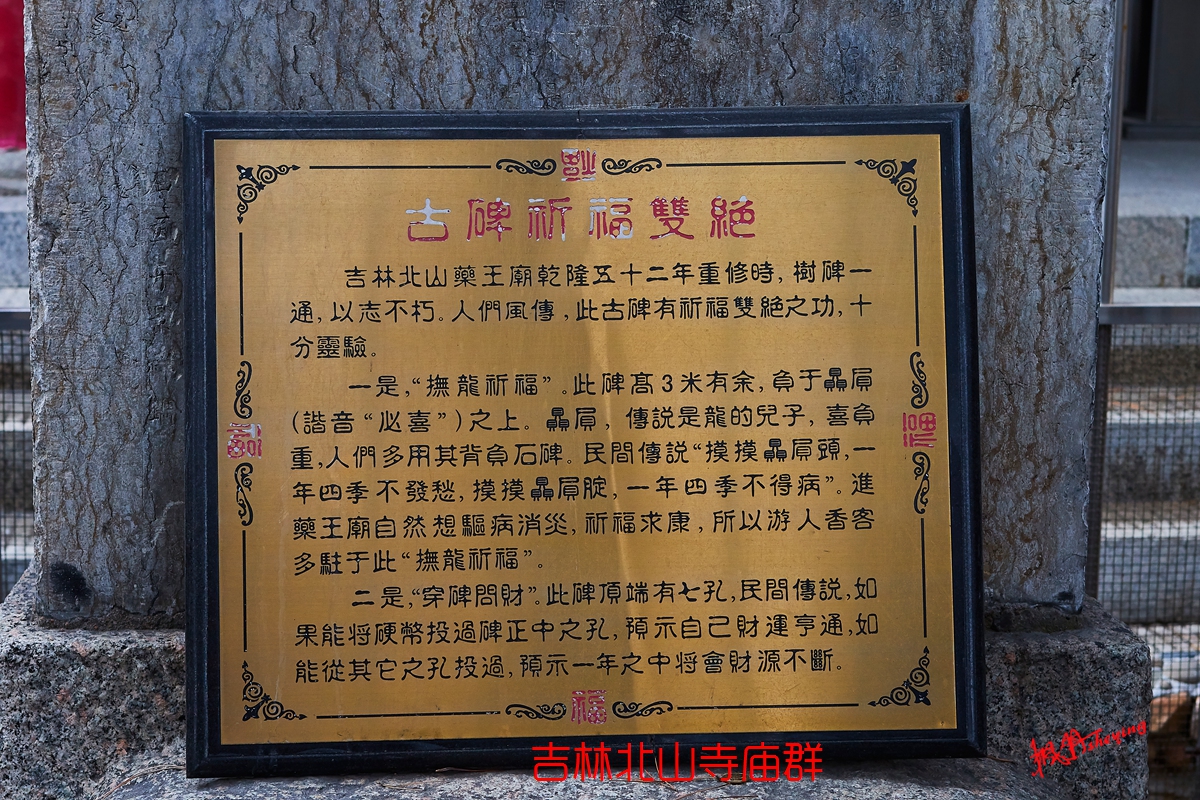 福
古碑祈福雙絶
吉林北山藥王廟乾隆五十二年重修時，樹碑一
通，以志不朽。人們風傳，此古碑有祈福雙絶之功，十
分靈驗。
一是，“撫龍祈福”。此碑高3米有余，負于贔屓
（諧音“必喜”）之上。贔屓，傳説是龍的兒子，喜負
重，人們多用其背負石碑。民間傳説“摸摸贔屓頭，一
年四季不發愁，摸摸贔屓腚，一年四季不得病”。進
藥王廟自然想驅病消災，祈福求康，所以游人香客
多駐于此“撫龍祈福”。
二是，“穿碑問財”。此碑頂端有七孔，民間傳説，如
果能将硬幣投過碑正中之孔，預示自己財運亨通，如
能從其它之孔投過，預示一年之中将會財源不斷。
福
福
福
吉林北山寺庙群